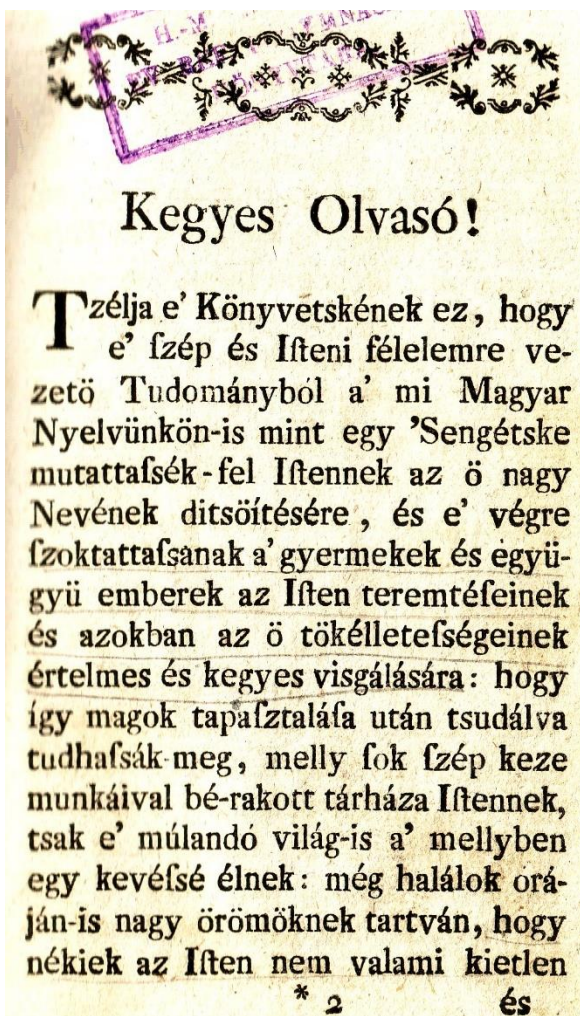 Kegyes Olvasó!
Tzélja e’ Könyvetskének ez, hogy
e’ ſzép és Iſteni félelemre ve-
zetö Tudományból a’ mi Magyar
Nyelvünkön-is mint egy ’Sengétske
mutattaſsék-fel Iſtennek az ö nagy
Nevének ditsöítésére, és e’ végre
ſzoktattaſsanak a’ gyermekek és együ-
gyü emberek az Iſten teremtéſeinek
és azokban az ö tökélleteſségeinek
értelmes és kegyes visgálására: hogy
így magok tapaſztaláſa után tsudálva
tudhaſsák-meg, melly ſok ſzép keze
munkáival bé-rakott tárháza Iſtennek,
tsak e’ múlandó világ-is a’ mellyben
egy kevéſsé élnek: még halálok orá-
ján-is nagy örömöknek tartván, hogy
nékiek az Iſten nem valami kietlen
* 2 és